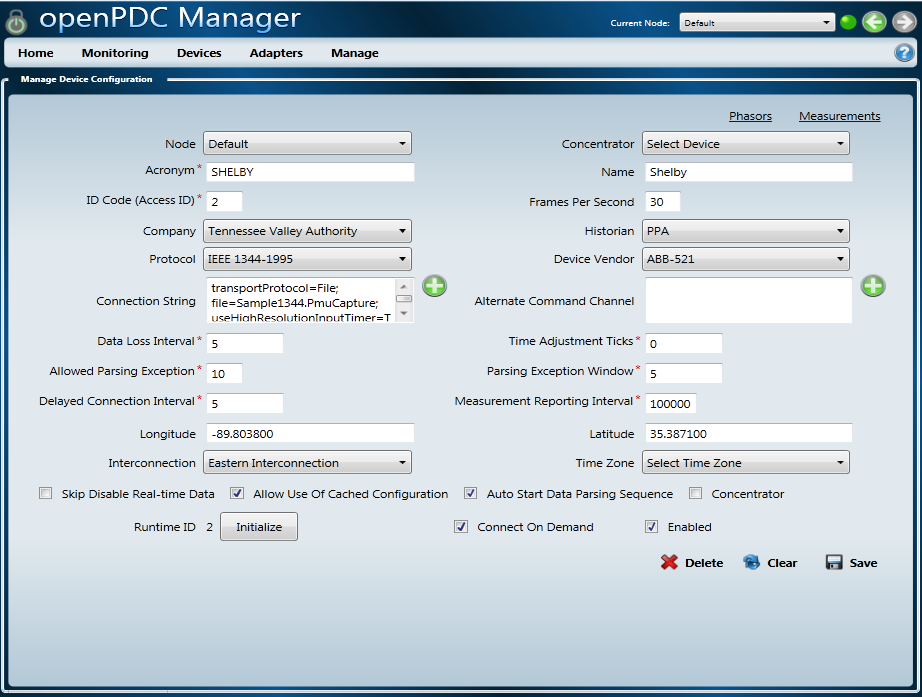 openPDC Manager
Current Node: Default
Home Monitoring Devices Adapters Manage
Manage Device Configuration
Phasors Measurements
Node Default Concentrator Select Device
Acronym* SHELBY Name Shelby
ID Code (Access ID)* 2 Frames Per Second 30
Company Tennessee Valley Authority Historian PPA
Protocol IEEE 1344-1995 Device Vendor ABB-521
Connection String transportProtocol=File; Alternate Command Channel
file=Sample1344.PmuCapture;
useHighResolutionInputTimer=T
Data Loss Interval* 5 Time Adjustment Ticks* 0
Allowed Parsing Exception* 10 Parsing Exception Window* 5
Delayed Connection Interval* 5 Measurement Reporting Interval* 100000
Longitude -89.803800 Latitude 35.387100
Interconnection Eastern Interconnection Time Zone Select Time Zone
Skip Disable Real-time Data Allow Use Of Cached Configuration Auto Start Data Parsing Sequence Concentrator
Runtime ID 2 Initialize Connect On Demand Enabled
Delete Clear Save